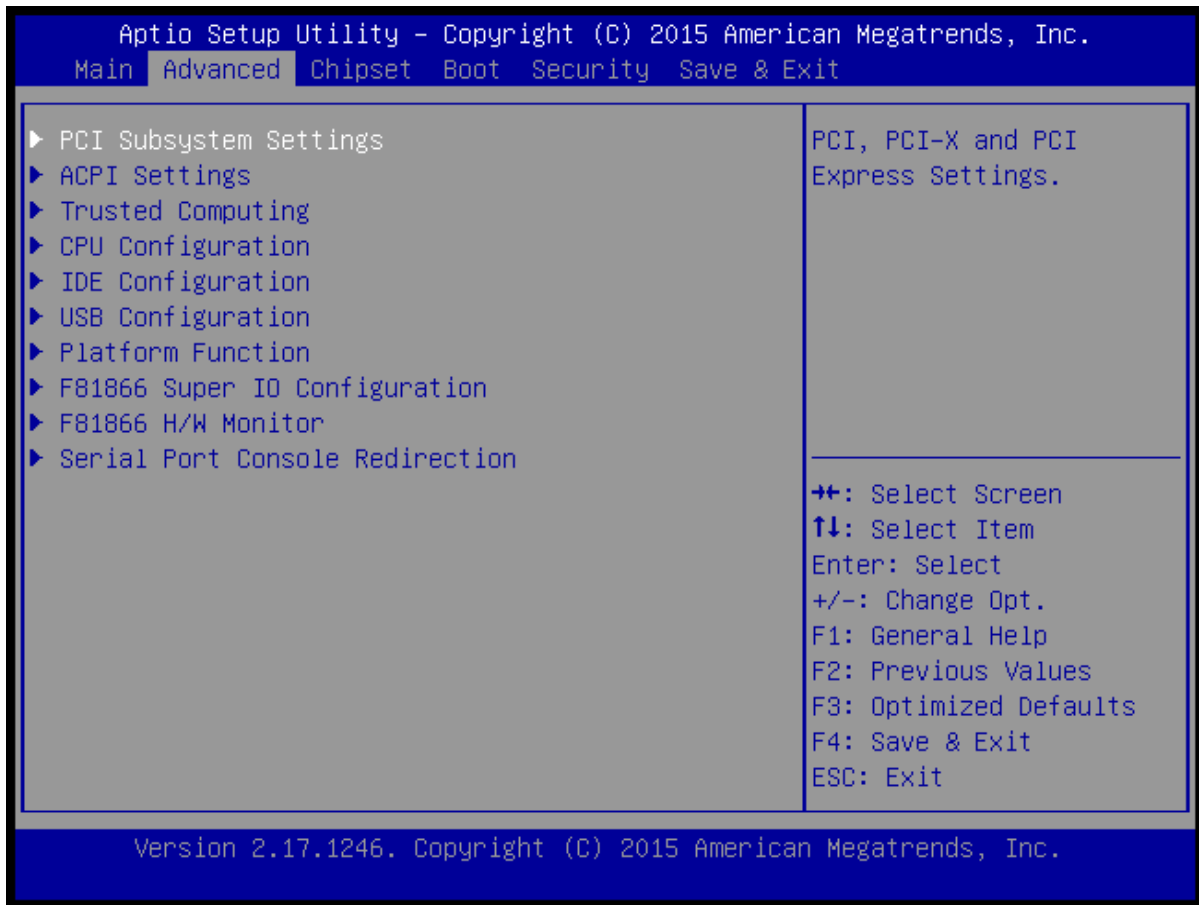 Aptio Setup Utility – Copyright (C) 2015 American Megatrends, Inc.
Main Advanced Chipset Boot Security Save & Exit
PCI Subsystem Settings
ACPI Settings
Trusted Computing
CPU Configuration
IDE Configuration
USB Configuration
Platform Function
F81866 Super IO Configuration
F81866 H/W Monitor
Serial Port Console Redirection
PCI, PCI-X and PCI
Express Settings.
→←: Select Screen
↑↓: Select Item
Enter: Select
+/-: Change Opt.
F1: General Help
F2: Previous Values
F3: Optimized Defaults
F4: Save & Exit
ESC: Exit
Version 2.17.1246. Copyright (C) 2015 American Megatrends, Inc.